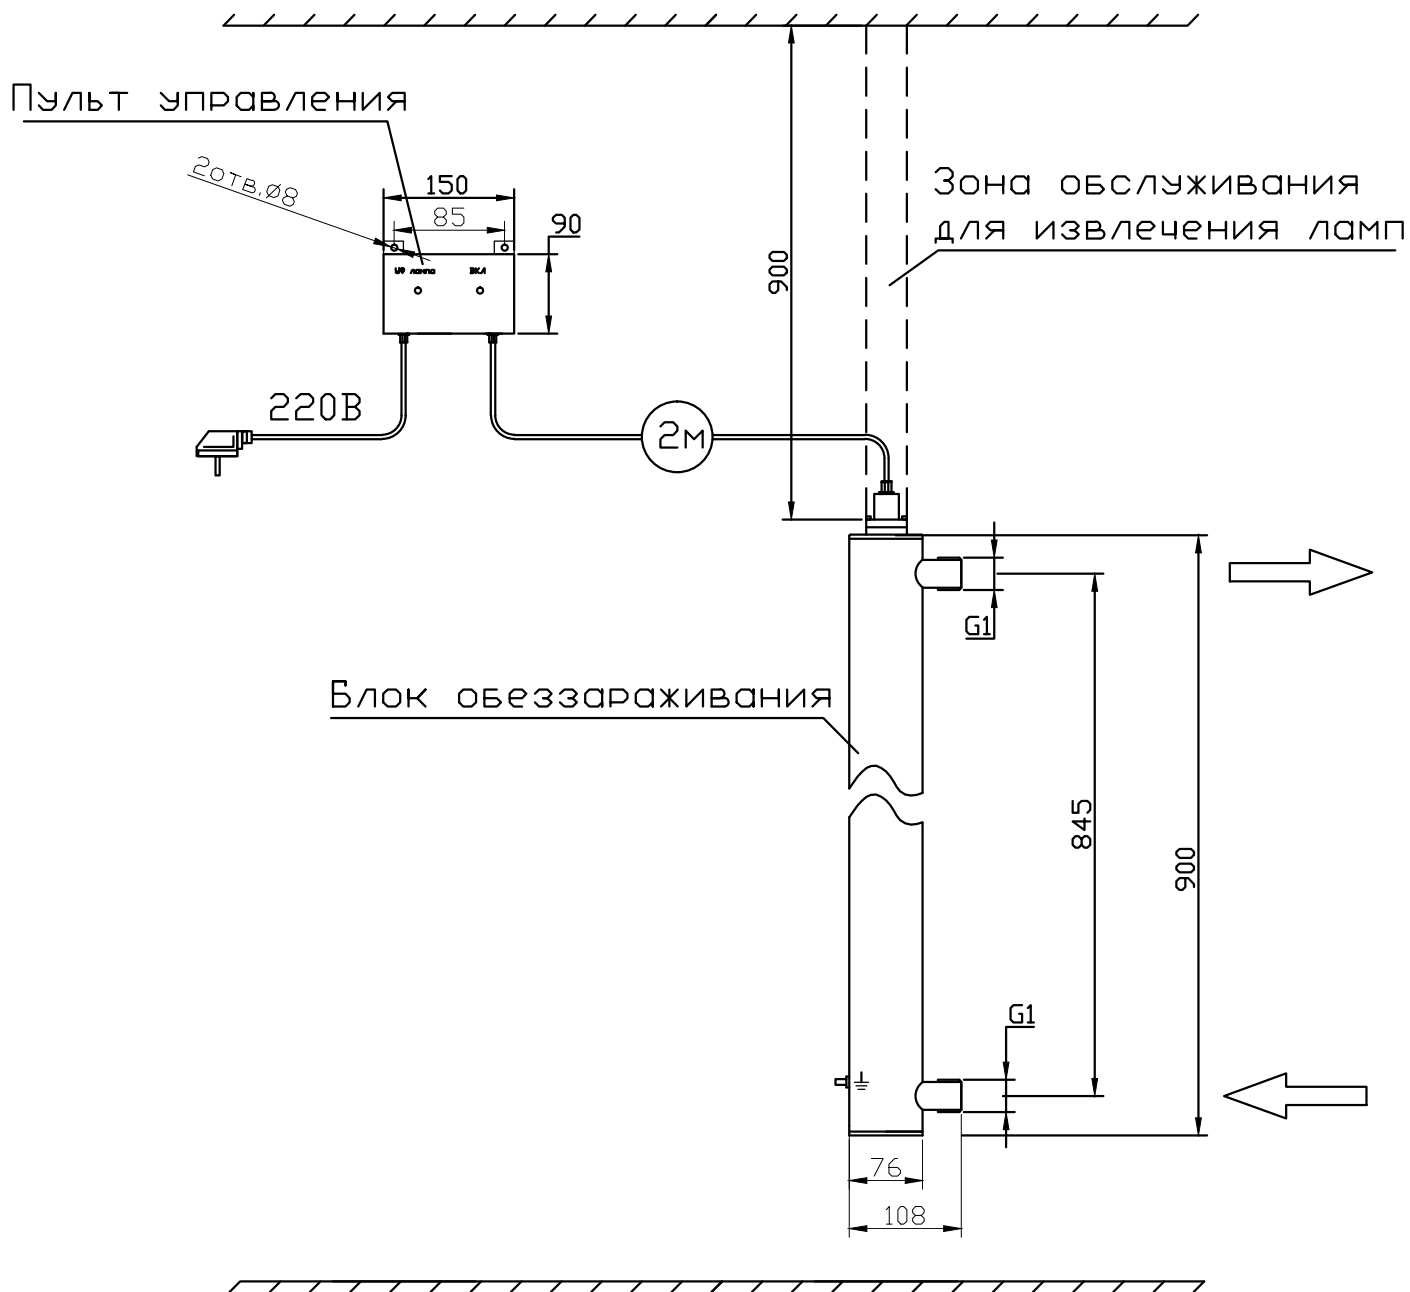 Пульт управления
2отв.⌀8
150
85
90
УФ лампа
ВКЛ
Зона обслуживания
для извлечения ламп
900
220В
2м
G1
Блок обеззараживания
845
900
G1
76
108